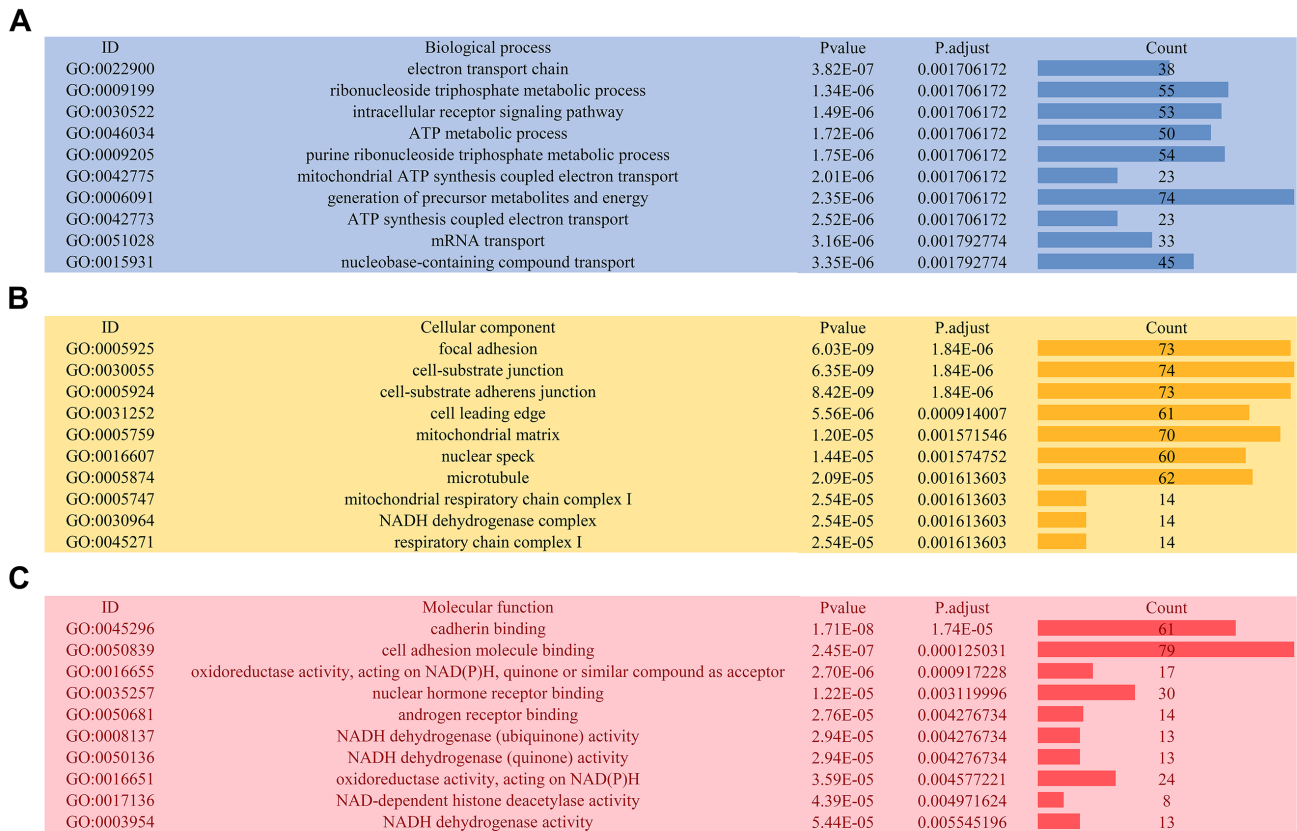 A
ID Biological process Pvalue P.adjust Count
GO:0022900 electron transport chain 3.82E-07 0.001706172 38
GO:0009199 ribonucleoside triphosphate metabolic process 1.34E-06 0.001706172 55
GO:0030522 intracellular receptor signaling pathway 1.49E-06 0.001706172 53
GO:0046034 ATP metabolic process 1.72E-06 0.001706172 50
GO:0009205 purine ribonucleoside triphosphate metabolic process 1.75E-06 0.001706172 54
GO:0042775 mitochondrial ATP synthesis coupled electron transport 2.01E-06 0.001706172 23
GO:0006091 generation of precursor metabolites and energy 2.35E-06 0.001706172 74
GO:0042773 ATP synthesis coupled electron transport 2.52E-06 0.001706172 23
GO:0051028 mRNA transport 3.16E-06 0.001792774 33
GO:0015931 nucleobase-containing compound transport 3.35E-06 0.001792774 45
B
ID Cellular component Pvalue P.adjust Count
GO:0005925 focal adhesion 6.03E-09 1.84E-06 73
GO:0030055 cell-substrate junction 6.35E-09 1.84E-06 74
GO:0005924 cell-substrate adherens junction 8.42E-09 1.84E-06 73
GO:0031252 cell leading edge 5.56E-06 0.000914007 61
GO:0005759 mitochondrial matrix 1.20E-05 0.001571546 70
GO:0016607 nuclear speck 1.44E-05 0.001574752 60
GO:0005874 microtubule 2.09E-05 0.001613603 62
GO:0005747 mitochondrial respiratory chain complex I 2.54E-05 0.001613603 14
GO:0030964 NADH dehydrogenase complex 2.54E-05 0.001613603 14
GO:0045271 respiratory chain complex I 2.54E-05 0.001613603 14
C
ID Molecular function Pvalue P.adjust Count
GO:0045296 cadherin binding 1.71E-08 1.74E-05 61
GO:0050839 cell adhesion molecule binding 2.45E-07 0.000125031 79
GO:0016655 oxidoreductase activity, acting on NAD(P)H, quinone or similar compound as acceptor 2.70E-06 0.000917228 17
GO:0035257 nuclear hormone receptor binding 1.22E-05 0.003119996 30
GO:0050681 androgen receptor binding 2.76E-05 0.004276734 14
GO:0008137 NADH dehydrogenase (ubiquinone) activity 2.94E-05 0.004276734 13
GO:0050136 NADH dehydrogenase (quinone) activity 2.94E-05 0.004276734 13
GO:0016651 oxidoreductase activity, acting on NAD(P)H 3.59E-05 0.004577221 24
GO:0017136 NAD-dependent histone deacetylase activity 4.39E-05 0.004971624 8
GO:0003954 NADH dehydrogenase activity 5.44E-05 0.005545196 13